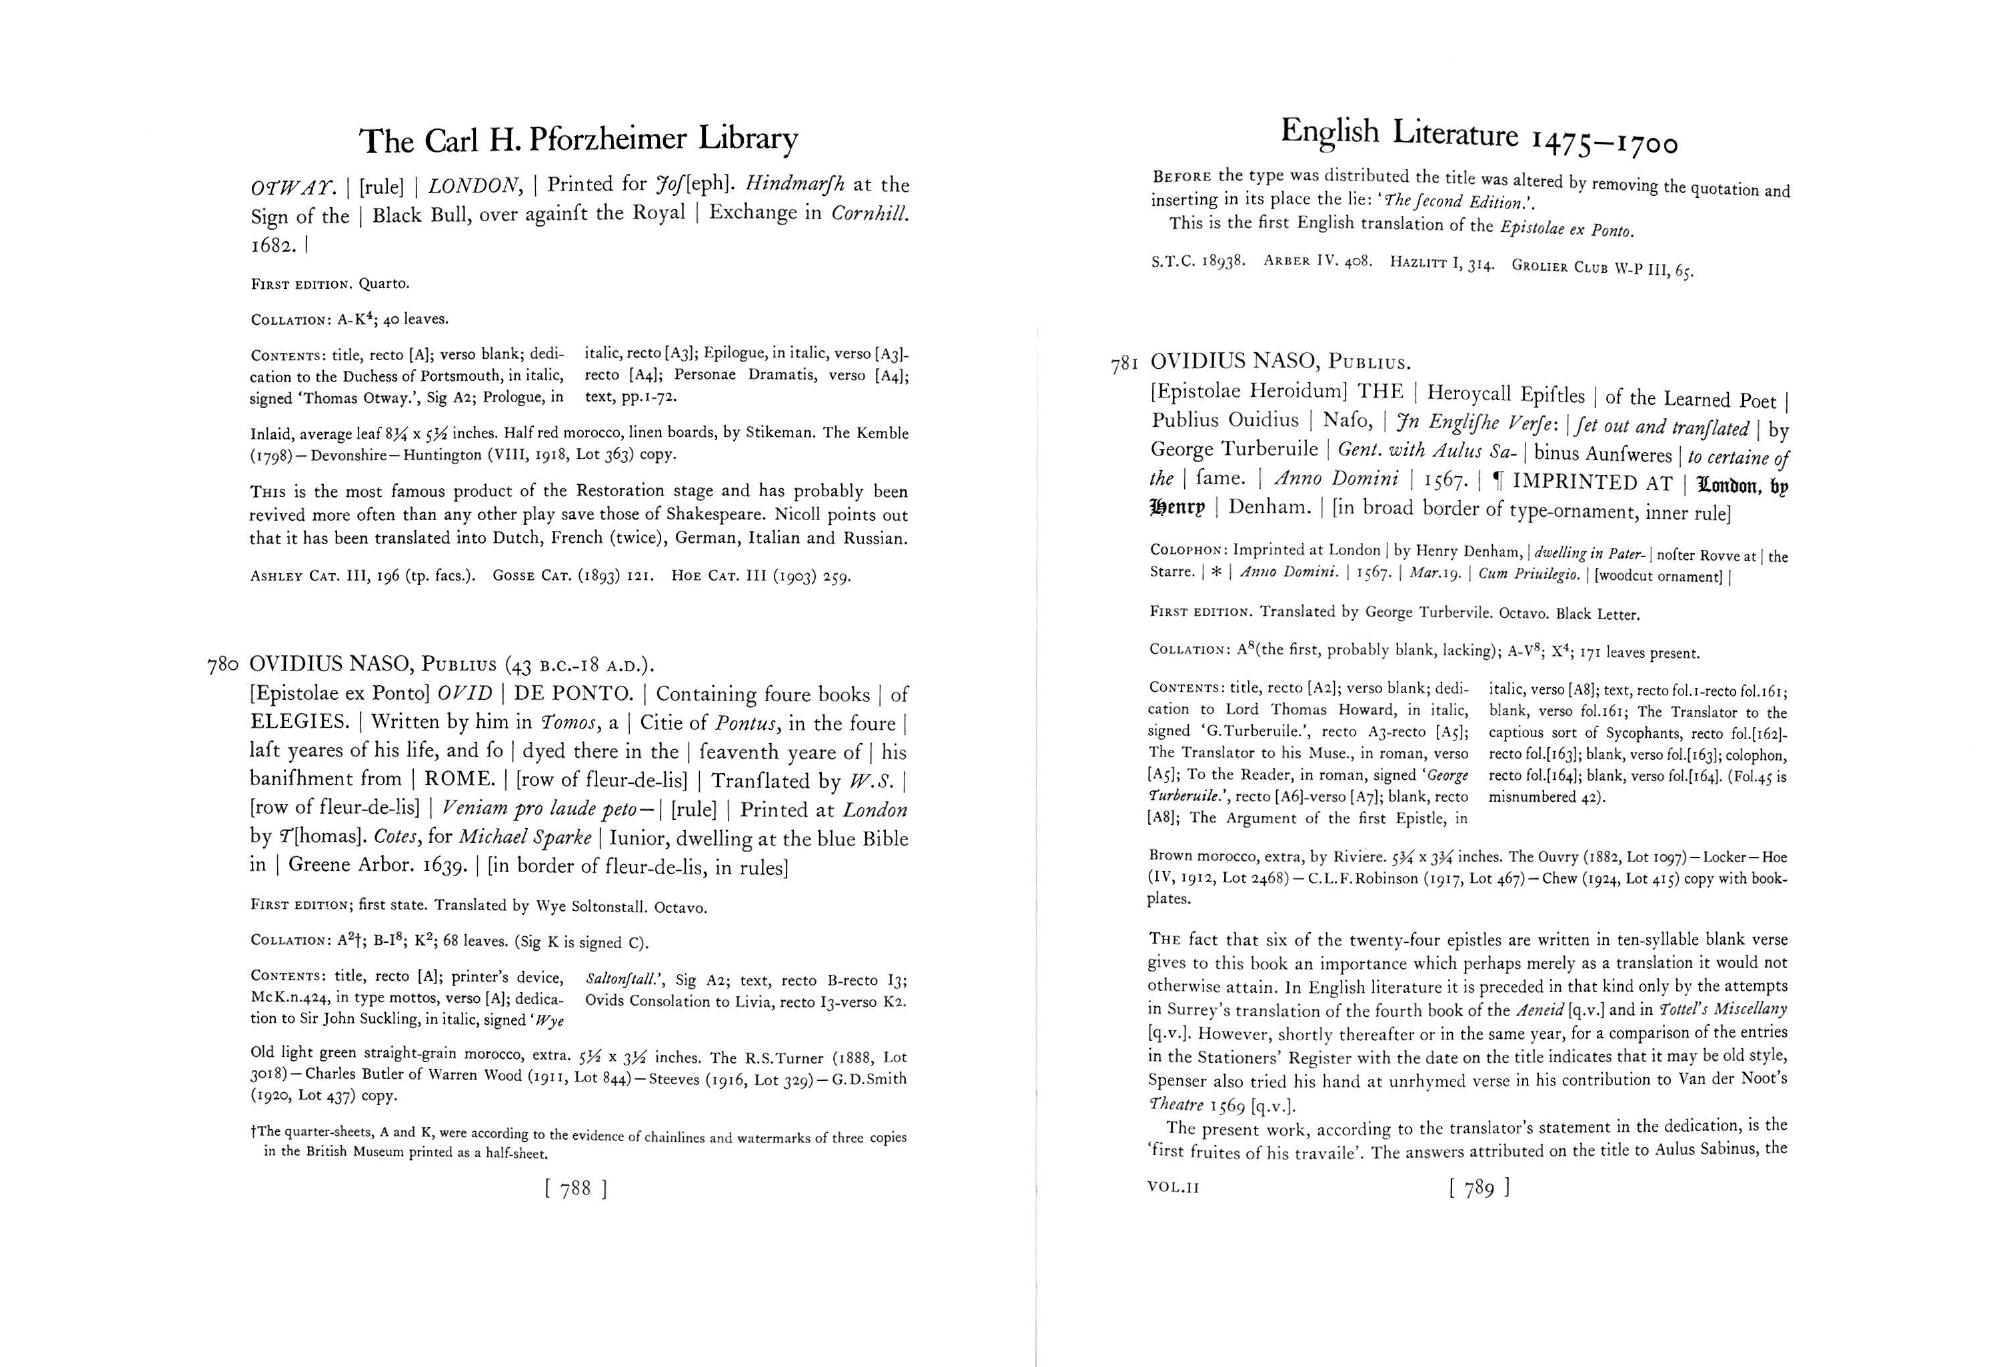 The Carl H. Pforzheimer Library
OTWAY. | [rule] | LONDON, | Printed for Joſ[eph]. Hindmarſh at the
Sign of the | Black Bull, over againſt the Royal | Exchange in Cornhill.
1682. |
FIRST EDITION. Quarto.
COLLATION: A-K⁴; 40 leaves.
CONTENTS: title, recto [A]; verso blank; dedi-
cation to the Duchess of Portsmouth, in italic,
signed ‘Thomas Otway.’, Sig A2; Prologue, in
italic, recto [A3]; Epilogue, in italic, verso [A3]-
recto [A4]; Personae Dramatis, verso [A4];
text, pp.1-72.
Inlaid, average leaf 8¼ x 5½ inches. Half red morocco, linen boards, by Stikeman. The Kemble
(1798)—Devonshire—Huntington (VIII, 1918, Lot 363) copy.
THIS is the most famous product of the Restoration stage and has probably been
revived more often than any other play save those of Shakespeare. Nicoll points out
that it has been translated into Dutch, French (twice), German, Italian and Russian.
ASHLEY CAT. III, 196 (tp. facs.). GOSSE CAT. (1893) 121. HOE CAT. III (1903) 259.
780 OVIDIUS NASO, PUBLIUS (43 B.C.-18 A.D.).
[Epistolae ex Ponto] OVID | DE PONTO. | Containing foure books | of
ELEGIES. | Written by him in Tomos, a | Citie of Pontus, in the foure |
laſt yeares of his life, and ſo | dyed there in the | ſeaventh yeare of | his
baniſhment from | ROME. | [row of fleur-de-lis] | Tranſlated by W.S. |
[row of fleur-de-lis] | Veniam pro laude peto—| [rule] | Printed at London
by T[homas]. Cotes, for Michael Sparke | Iunior, dwelling at the blue Bible
in | Greene Arbor. 1639. | [in border of fleur-de-lis, in rules]
FIRST EDITION; first state. Translated by Wye Soltonstall. Octavo.
COLLATION: A²†; B-I⁸; K²; 68 leaves. (Sig K is signed C).
CONTENTS: title, recto [A]; printer's device,
McK.n.424, in type mottos, verso [A]; dedica-
tion to Sir John Suckling, in italic, signed ‘Wye
Saltonſtall.’, Sig A2; text, recto B-recto I3;
Ovids Consolation to Livia, recto I3-verso K2.
Old light green straight-grain morocco, extra. 5½ x 3½ inches. The R.S.Turner (1888, Lot
3018)—Charles Butler of Warren Wood (1911, Lot 844)—Steeves (1916, Lot 329)—G.D.Smith
(1920, Lot 437) copy.
†The quarter-sheets, A and K, were according to the evidence of chainlines and watermarks of three copies
in the British Museum printed as a half-sheet.
[ 788 ]
English Literature 1475—1700
BEFORE the type was distributed the title was altered by removing the quotation and
inserting in its place the lie: ‘The ſecond Edition.’.
This is the first English translation of the Epistolae ex Ponto.
S.T.C. 18938. ARBER IV. 408. HAZLITT I, 314. GROLIER CLUB W-P III, 65.
781 OVIDIUS NASO, PUBLIUS.
[Epistolae Heroidum] THE | Heroycall Epiſtles | of the Learned Poet |
Publius Ouidius | Naſo, | In Engliſhe Verſe: | ſet out and tranſlated | by
George Turberuile | Gent. with Aulus Sa- | binus Aunſweres | to certaine of
the | ſame. | Anno Domini | 1567. | ¶ IMPRINTED AT | London, by
Henry | Denham. | [in broad border of type-ornament, inner rule]
COLOPHON: Imprinted at London | by Henry Denham, | dwelling in Pater- | noſter Rovve at | the
Starre. | * | Anno Domini. | 1567. | Mar.19. | Cum Priuilegio. | [woodcut ornament] |
FIRST EDITION. Translated by George Turbervile. Octavo. Black Letter.
COLLATION: A⁸(the first, probably blank, lacking); A-V⁸; X⁴; 171 leaves present.
CONTENTS: title, recto [A2]; verso blank; dedi-
cation to Lord Thomas Howard, in italic,
signed ‘G.Turberuile.’, recto A3-recto [A5];
The Translator to his Muse., in roman, verso
[A5]; To the Reader, in roman, signed ‘George
Turberuile.’, recto [A6]-verso [A7]; blank, recto
[A8]; The Argument of the first Epistle, in
italic, verso [A8]; text, recto fol.1-recto fol.161;
blank, verso fol.161; The Translator to the
captious sort of Sycophants, recto fol.[162]-
recto fol.[163]; blank, verso fol.[163]; colophon,
recto fol.[164]; blank, verso fol.[164]. (Fol.45 is
misnumbered 42).
Brown morocco, extra, by Riviere. 5¾ x 3¾ inches. The Ouvry (1882, Lot 1097)—Locker—Hoe
(IV, 1912, Lot 2468)—C.L.F.Robinson (1917, Lot 467)—Chew (1924, Lot 415) copy with book-
plates.
THE fact that six of the twenty-four epistles are written in ten-syllable blank verse
gives to this book an importance which perhaps merely as a translation it would not
otherwise attain. In English literature it is preceded in that kind only by the attempts
in Surrey's translation of the fourth book of the Aeneid [q.v.] and in Tottel's Miscellany
[q.v.]. However, shortly thereafter or in the same year, for a comparison of the entries
in the Stationers' Register with the date on the title indicates that it may be old style,
Spenser also tried his hand at unrhymed verse in his contribution to Van der Noot's
Theatre 1569 [q.v.].
The present work, according to the translator's statement in the dedication, is the
‘first fruites of his travaile’. The answers attributed on the title to Aulus Sabinus, the
VOL.II
[ 789 ]